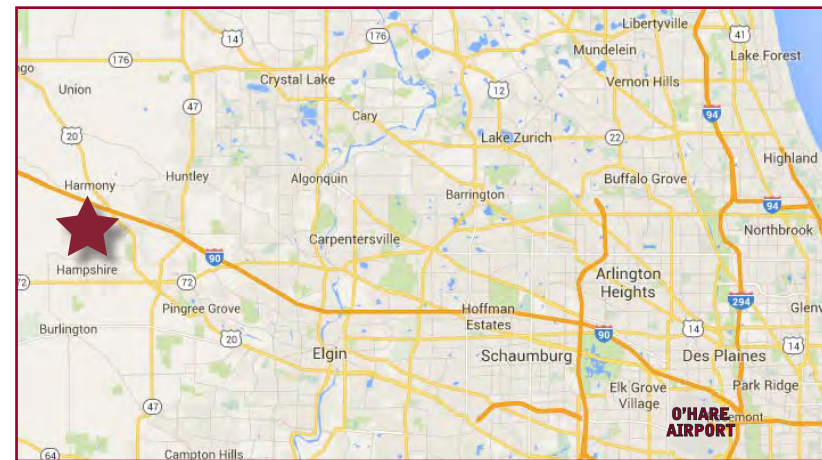 Libertyville
14
176
41
Mundelein
Lake Forest
176
ngo
Union
Crystal Lake
12
Vernon Hills
47
Cary
94
20
Lake Zurich
22
Highland
Harmony
Huntley
Algonquin
Buffalo Grove
Barrington
94
Northbrook
Carpentersville
90
Hampshire
72
72
Arlington
Heights
294
Pingree Grove
Hoffman
Estates
Glenv
Burlington
20
90
14
14
Elgin
Schaumburg
Des Plaines
Elk Grove
Village
Park Ridge
47
O'HARE
AIRPORT
emont
64
Campton Hills